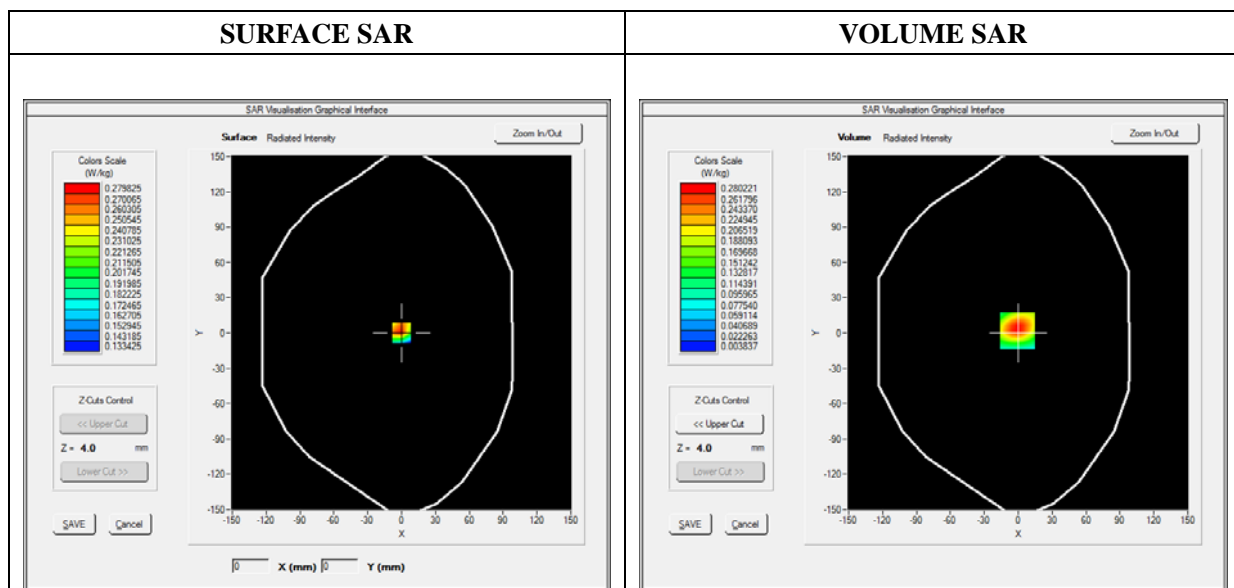 SURFACE SAR
VOLUME SAR
SAR Visualisation Graphical Interface
Surface Radiated Intensity
Zoom In/Out
Colors Scale
(W/kg)
0.279825
0.270065
0.260305
0.250545
0.240785
0.231025
0.221265
0.211505
0.201745
0.191985
0.182225
0.172465
0.162705
0.152945
0.143185
0.133425
Z-Cuts Control
<< Upper Cut
Z = 4.0 mm
Lower Cut >>
SAVE Cancel
150
120
90
60
30
0
-30
-60
-90
-120
-150
Y
-150 -120 -90 -60 -30 0 30 60 90 120 150
X
0 X (mm) 0 Y (mm)
SAR Visualisation Graphical Interface
Volume Radiated Intensity
Zoom In/Out
Colors Scale
(W/kg)
0.280221
0.261796
0.243370
0.224945
0.206519
0.188093
0.169668
0.151242
0.132817
0.114391
0.095965
0.077540
0.059114
0.040689
0.022263
0.003837
Z-Cuts Control
<< Upper Cut
Z = 4.0 mm
Lower Cut >>
SAVE Cancel
150
120
90
60
30
0
-30
-60
-90
-120
-150
Y
-150 -120 -90 -60 -30 0 30 60 90 120 150
X